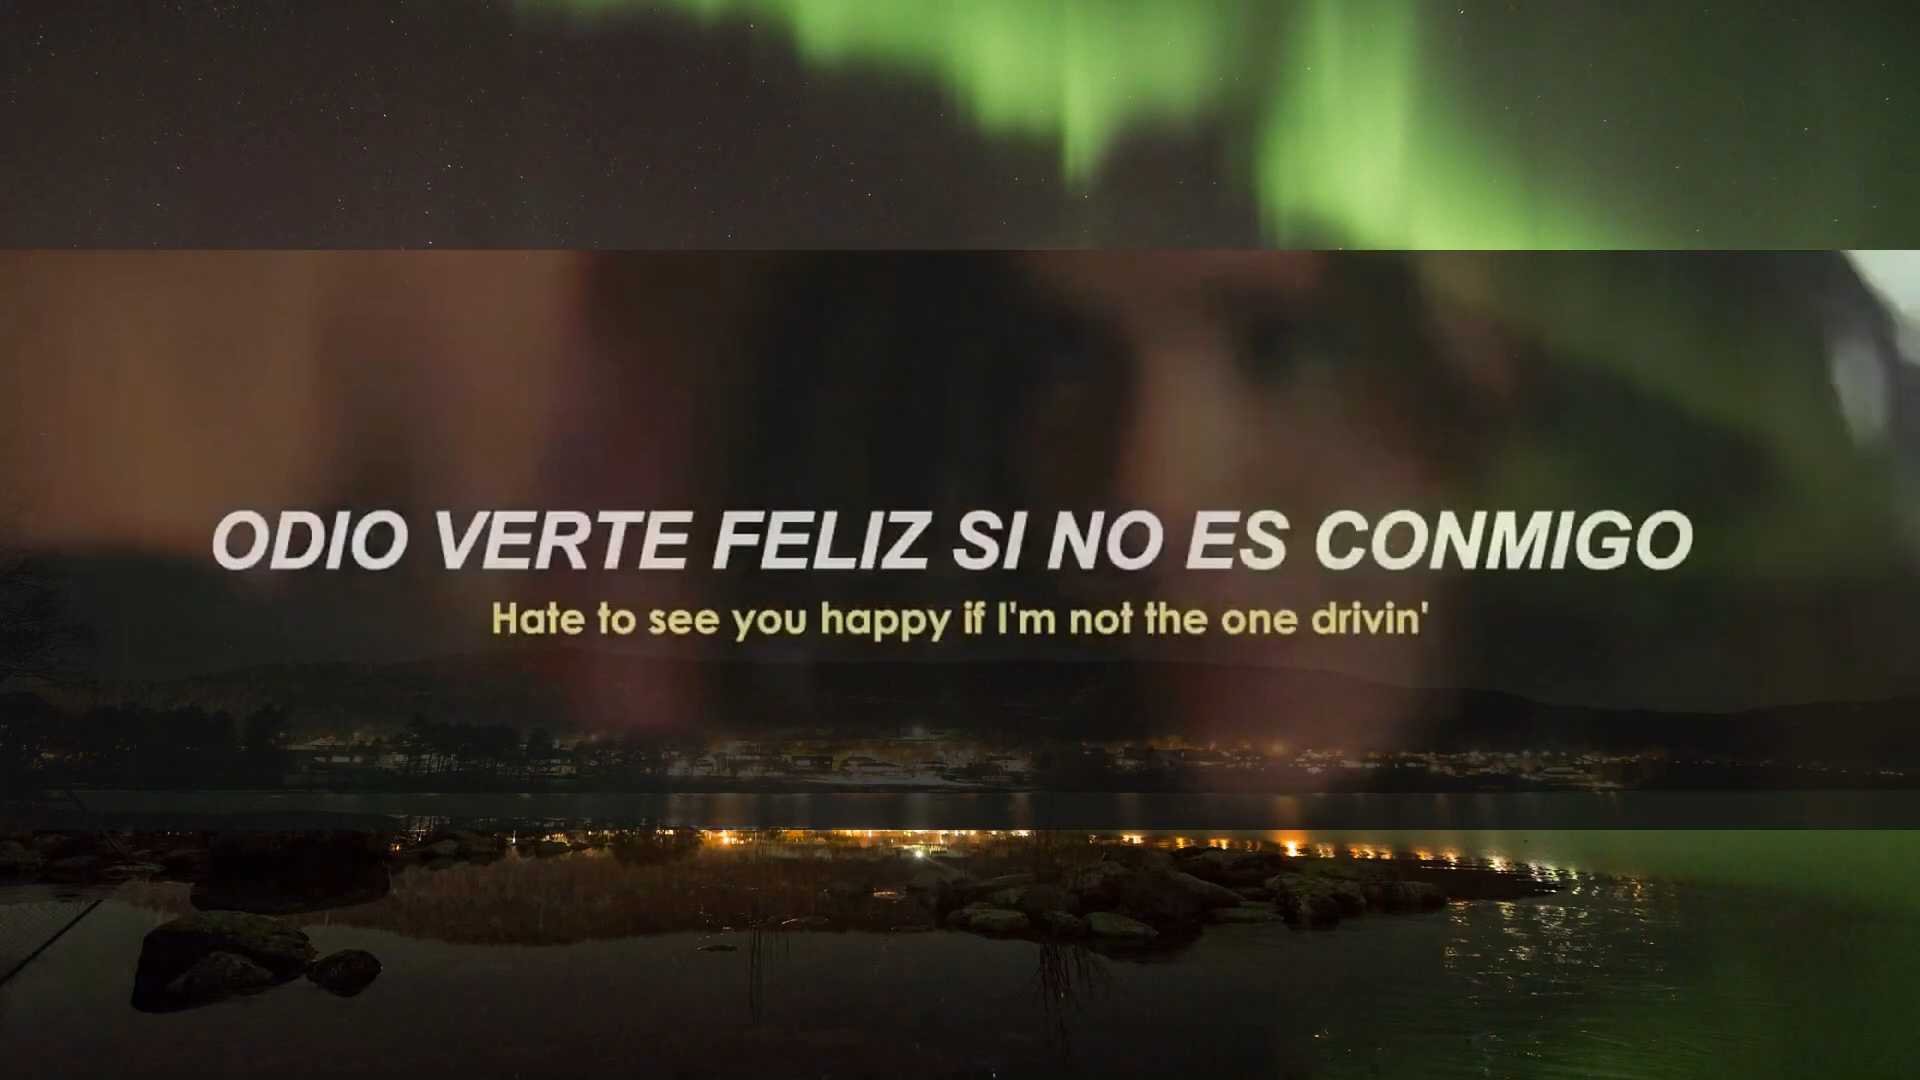 ODIO VERTE FELIZ SI NO ES CONMIGO
Hate to see you happy if I'm not the one drivin'